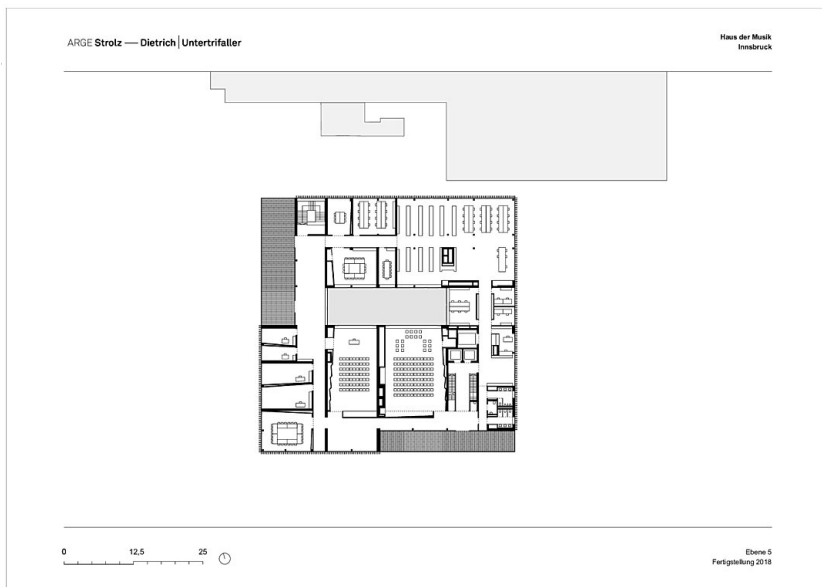 ARGE Strolz — Dietrich | Untertrifaller
Haus der Musik
Innsbruck
0 12,5 25
Ebene 5
Fertigstellung 2018